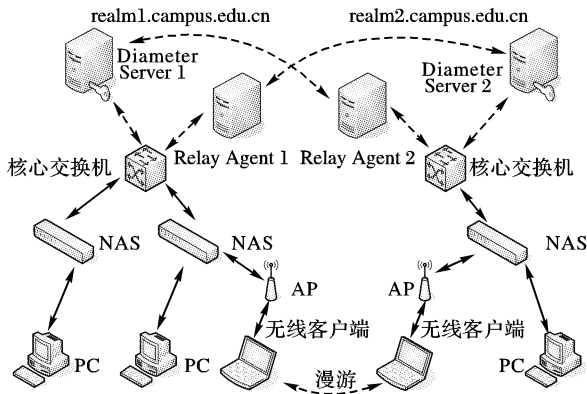 realm1.campus.edu.cn
realm2.campus.edu.cn
Diameter
Server 1
Diameter
Server 2
Relay Agent 1
Relay Agent 2
核心交换机
核心交换机
NAS
NAS
NAS
AP
AP
无线客户端
无线客户端
PC
PC
漫游
PC